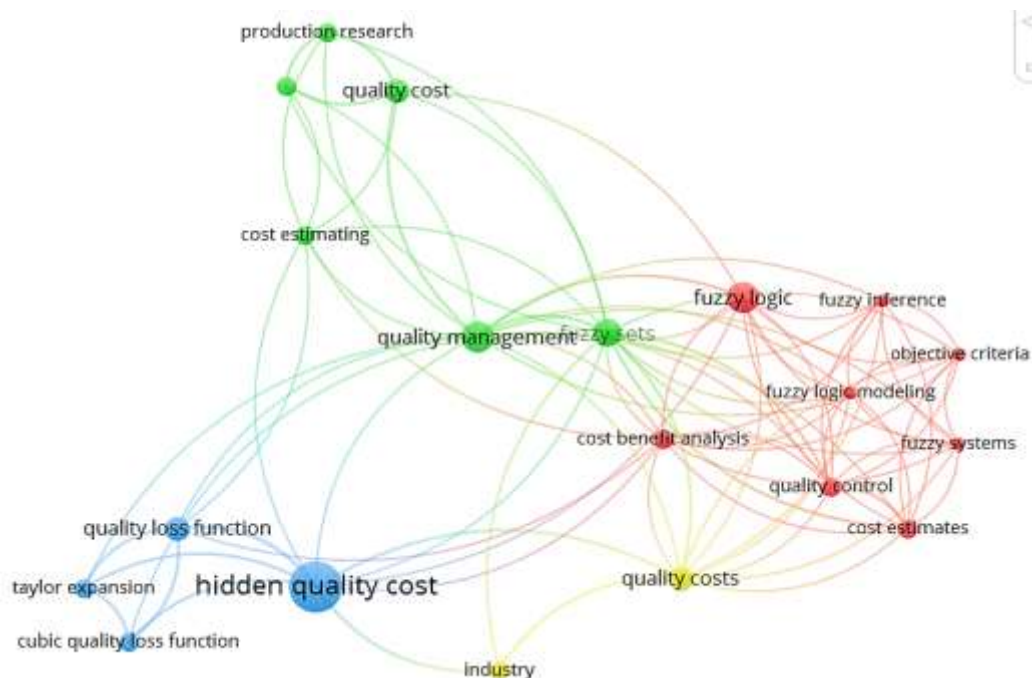 production research
quality cost
cost estimating
fuzzy logic
fuzzy inference
quality management
fuzzy sets
objective criteria
fuzzy logic modeling
cost benefit analysis
fuzzy systems
quality control
quality loss function
cost estimates
taylor expansion
hidden quality cost
quality costs
cubic quality loss function
industry